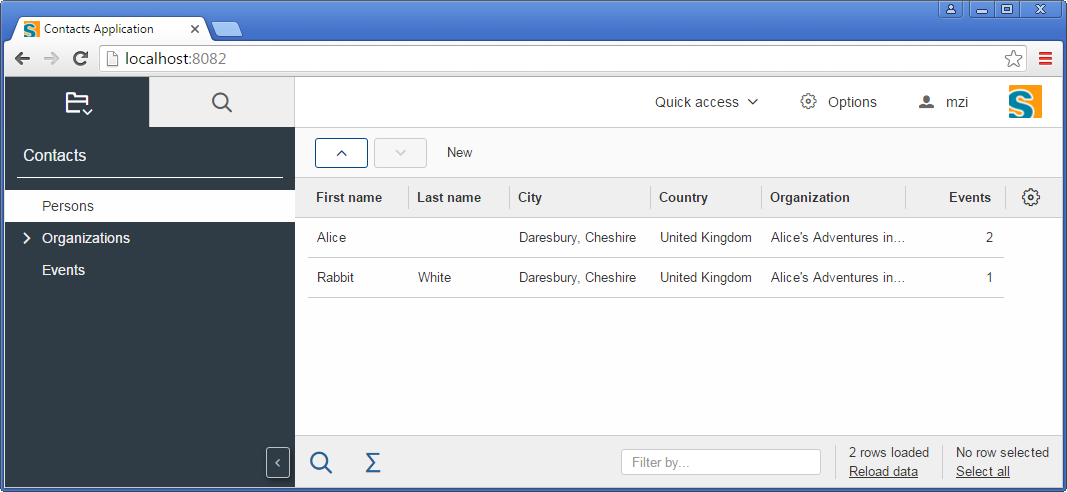 Contacts Application
localhost:8082
Quick access
Options
mzi
S
Contacts
New
Persons
Organizations
Events
First name Last name City Country Organization Events
Alice Daresbury, Cheshire United Kingdom Alice's Adventures in... 2
Rabbit White Daresbury, Cheshire United Kingdom Alice's Adventures in... 1
Σ
Filter by...
2 rows loaded
Reload data
No row selected
Select all